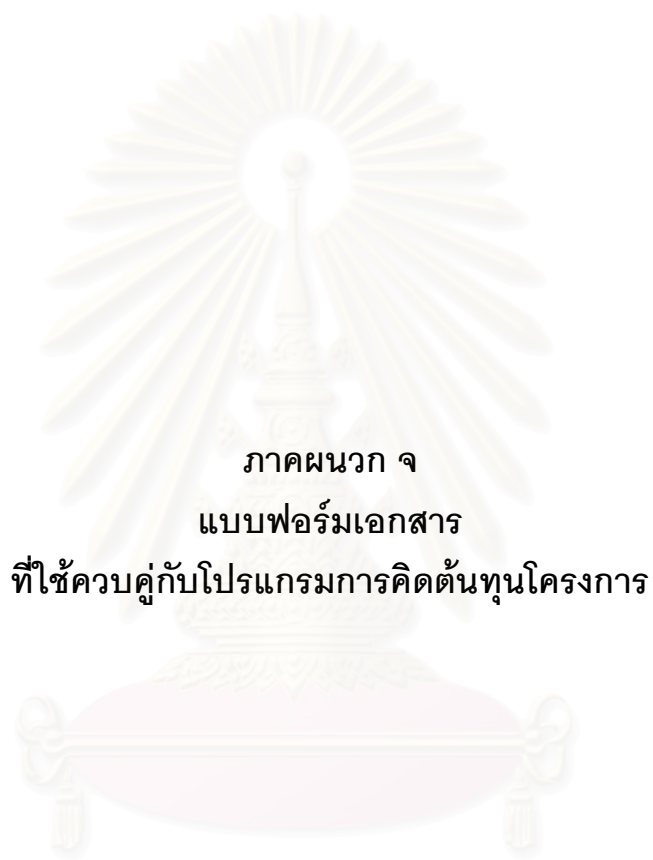 ภาคผนวก จ
แบบฟอร์มเอกสาร
ที่ใช้ควบคู่กับโปรแกรมการคิดต้นทุนโครงการ